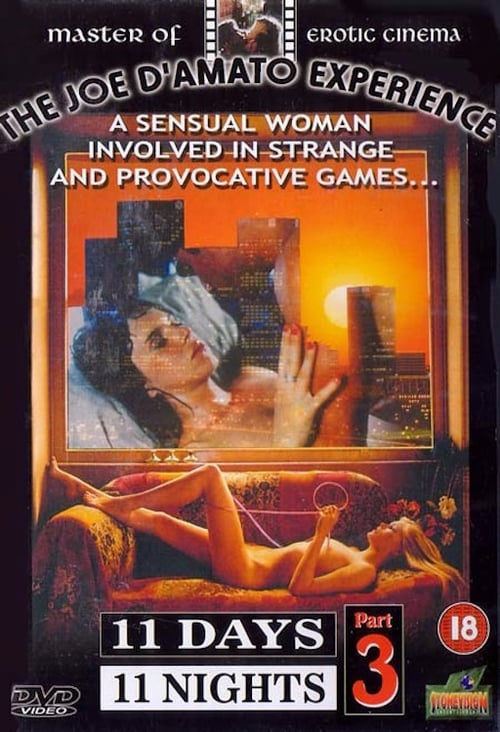 MASTER OF EROTIC CINEMA
THE JOE D'AMATO EXPERIENCE
A SENSUAL WOMAN
INVOLVED IN STRANGE
AND PROVOCATIVE GAMES...
11 DAYS
11 NIGHTS
Part
3
18
DVD
VIDEO
STONEVISION